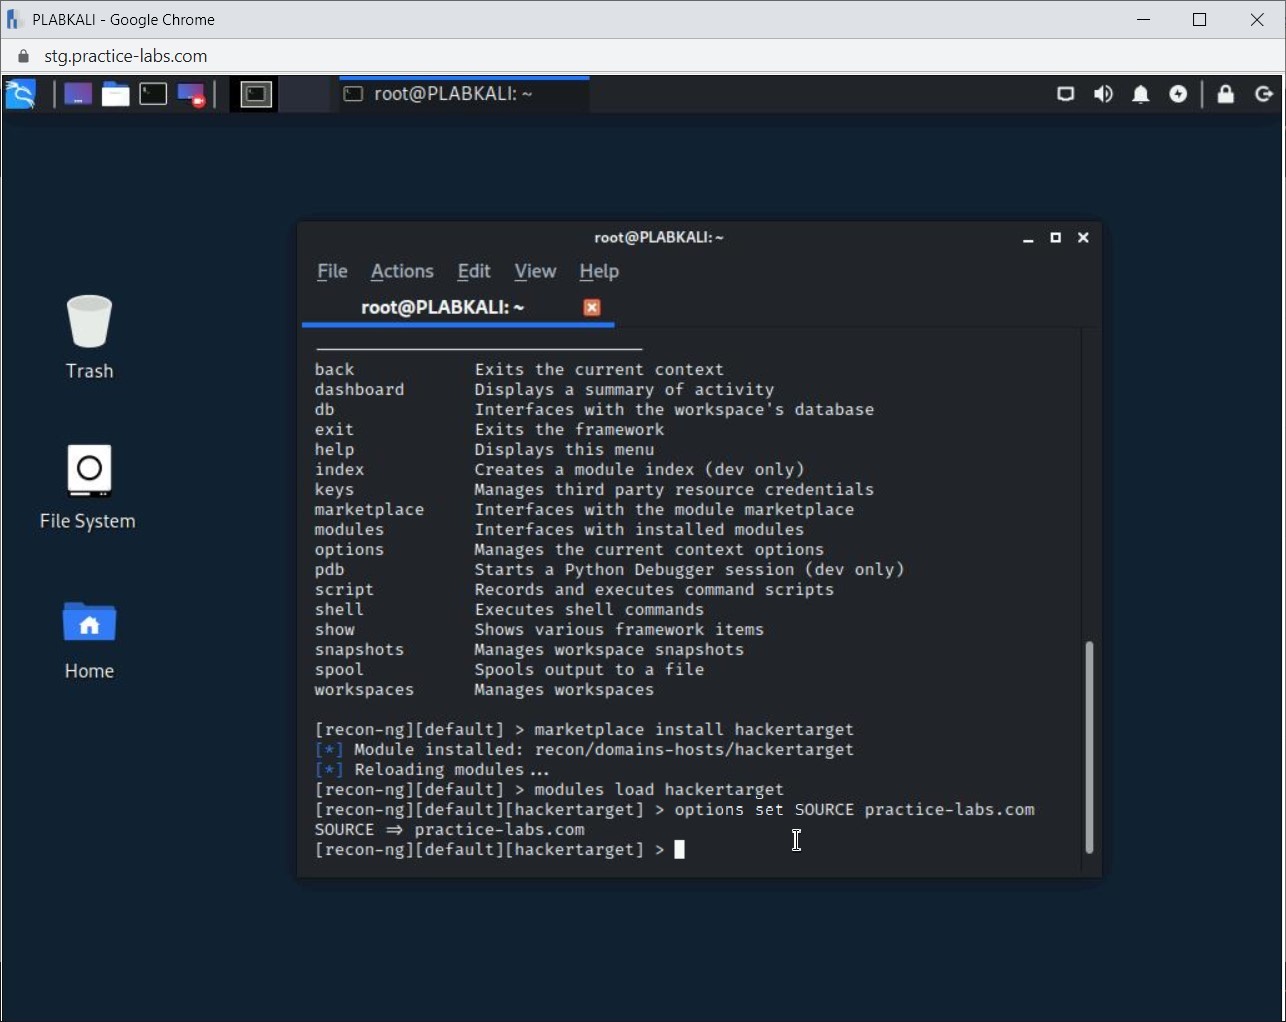 PLABKALI - Google Chrome
stg.practice-labs.com
root@PLABKALI: ~
root@PLABKALI:~
File Actions Edit View Help
root@PLABKALI: ~
Trash
File System
Home
back Exits the current context
dashboard Displays a summary of activity
db Interfaces with the workspace's database
exit Exits the framework
help Displays this menu
index Creates a module index (dev only)
keys Manages third party resource credentials
marketplace Interfaces with the module marketplace
modules Interfaces with installed modules
options Manages the current context options
pdb Starts a Python Debugger session (dev only)
script Records and executes command scripts
shell Executes shell commands
show Shows various framework items
snapshots Manages workspace snapshots
spool Spools output to a file
workspaces Manages workspaces
[recon-ng][default] > marketplace install hackertarget
[*] Module installed: recon/domains-hosts/hackertarget
[*] Reloading modules...
[recon-ng][default] > modules load hackertarget
[recon-ng][default][hackertarget] > options set SOURCE practice-labs.com
SOURCE ⇒ practice-labs.com
[recon-ng][default][hackertarget] >